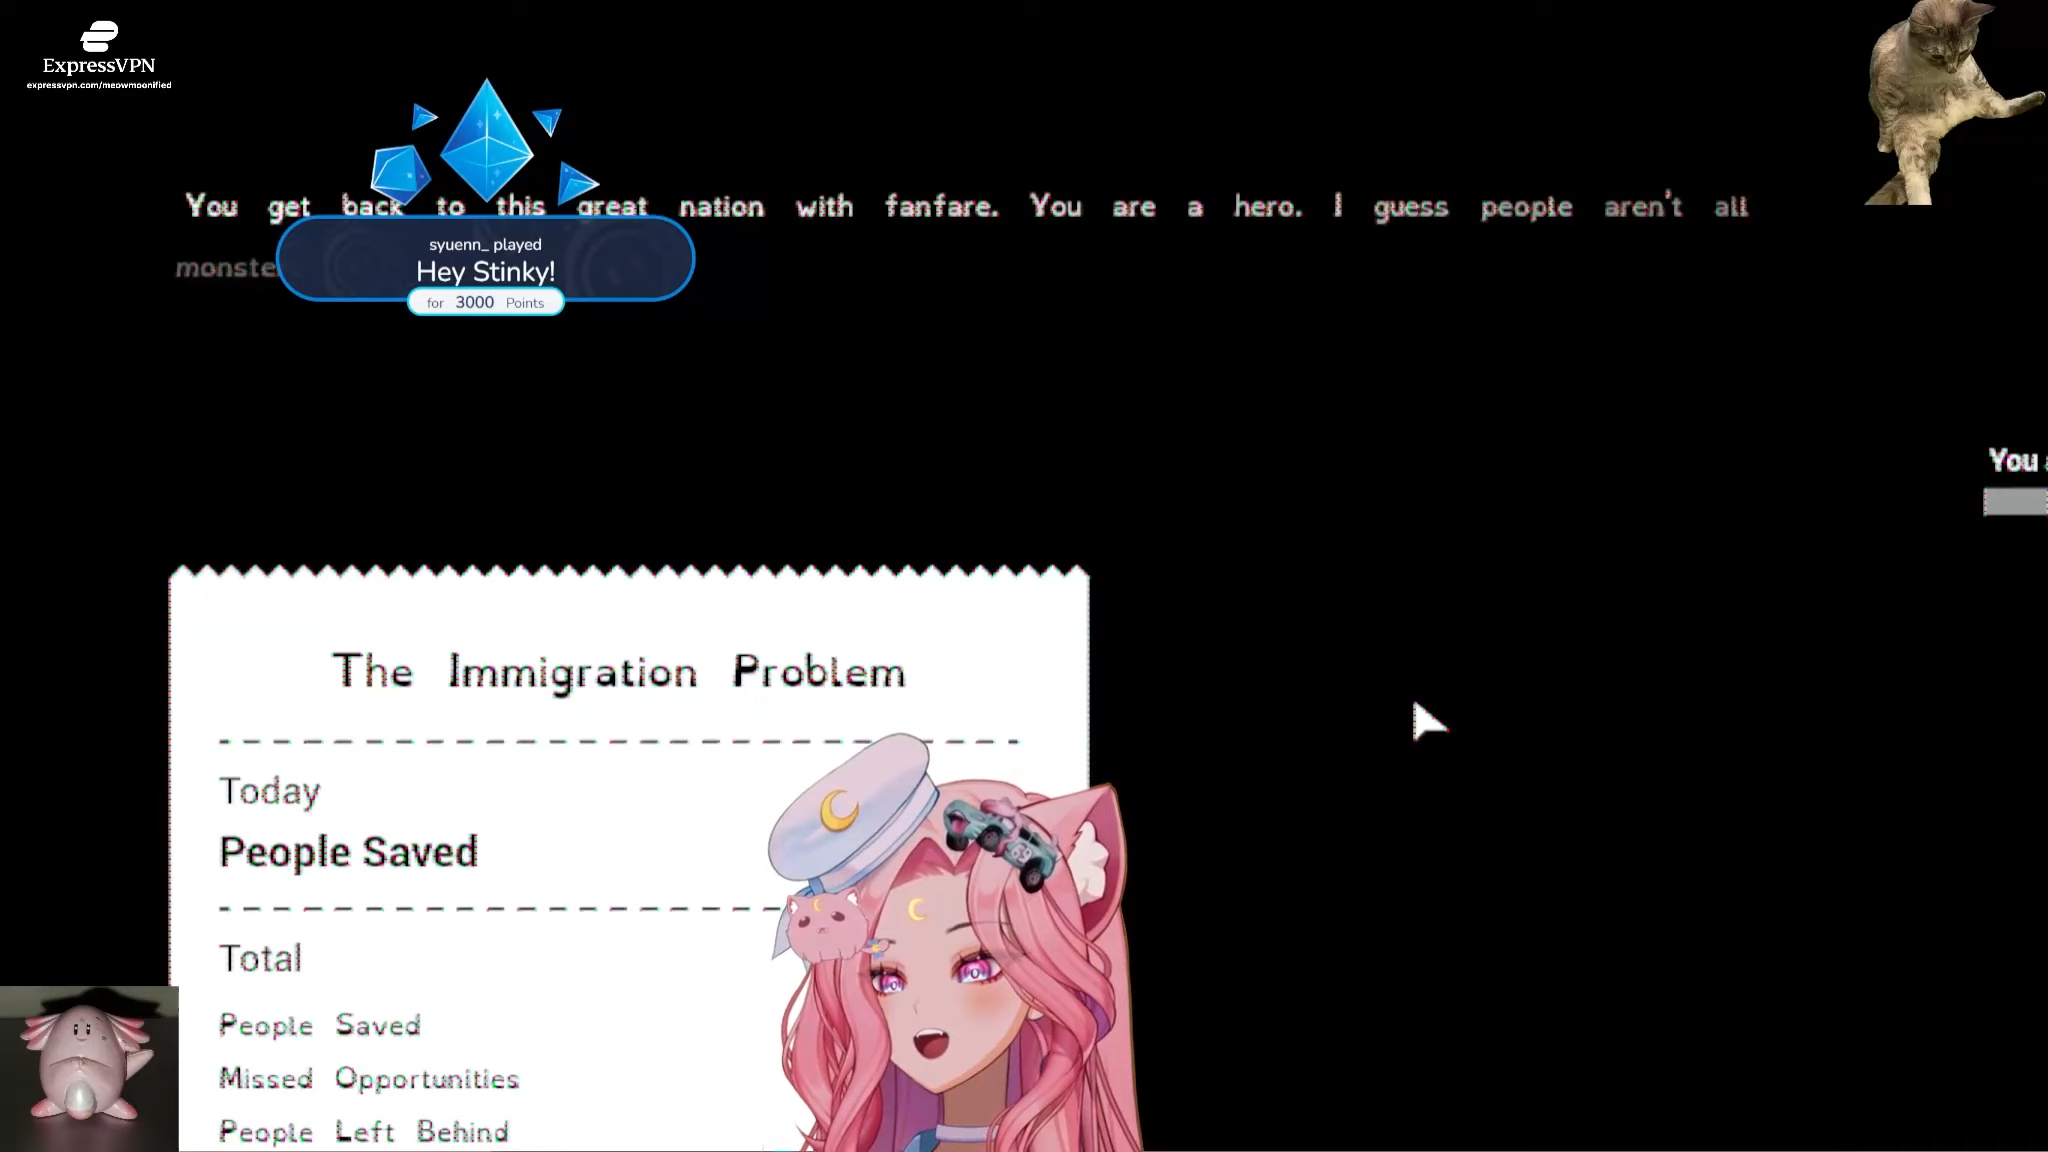 ExpressVPN
expressvpn.com/meowmoonified
You get back to this great nation with fanfare. You are a hero. I guess people aren't all
syuenn_ played
Hey Stinky!
for 3000 Points
You
The Immigration Problem
Today
People Saved
Total
People Saved
Missed Opportunities
People Left Behind
69